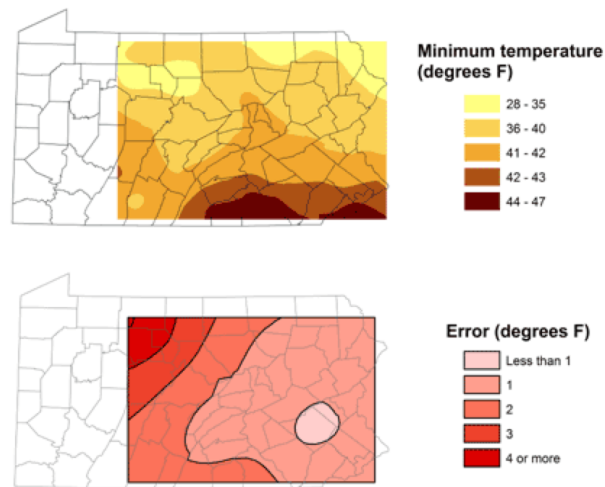 Minimum temperature
(degrees F)
28 - 35
36 - 40
41 - 42
42 - 43
44 - 47
Error (degrees F)
Less than 1
1
2
3
4 or more